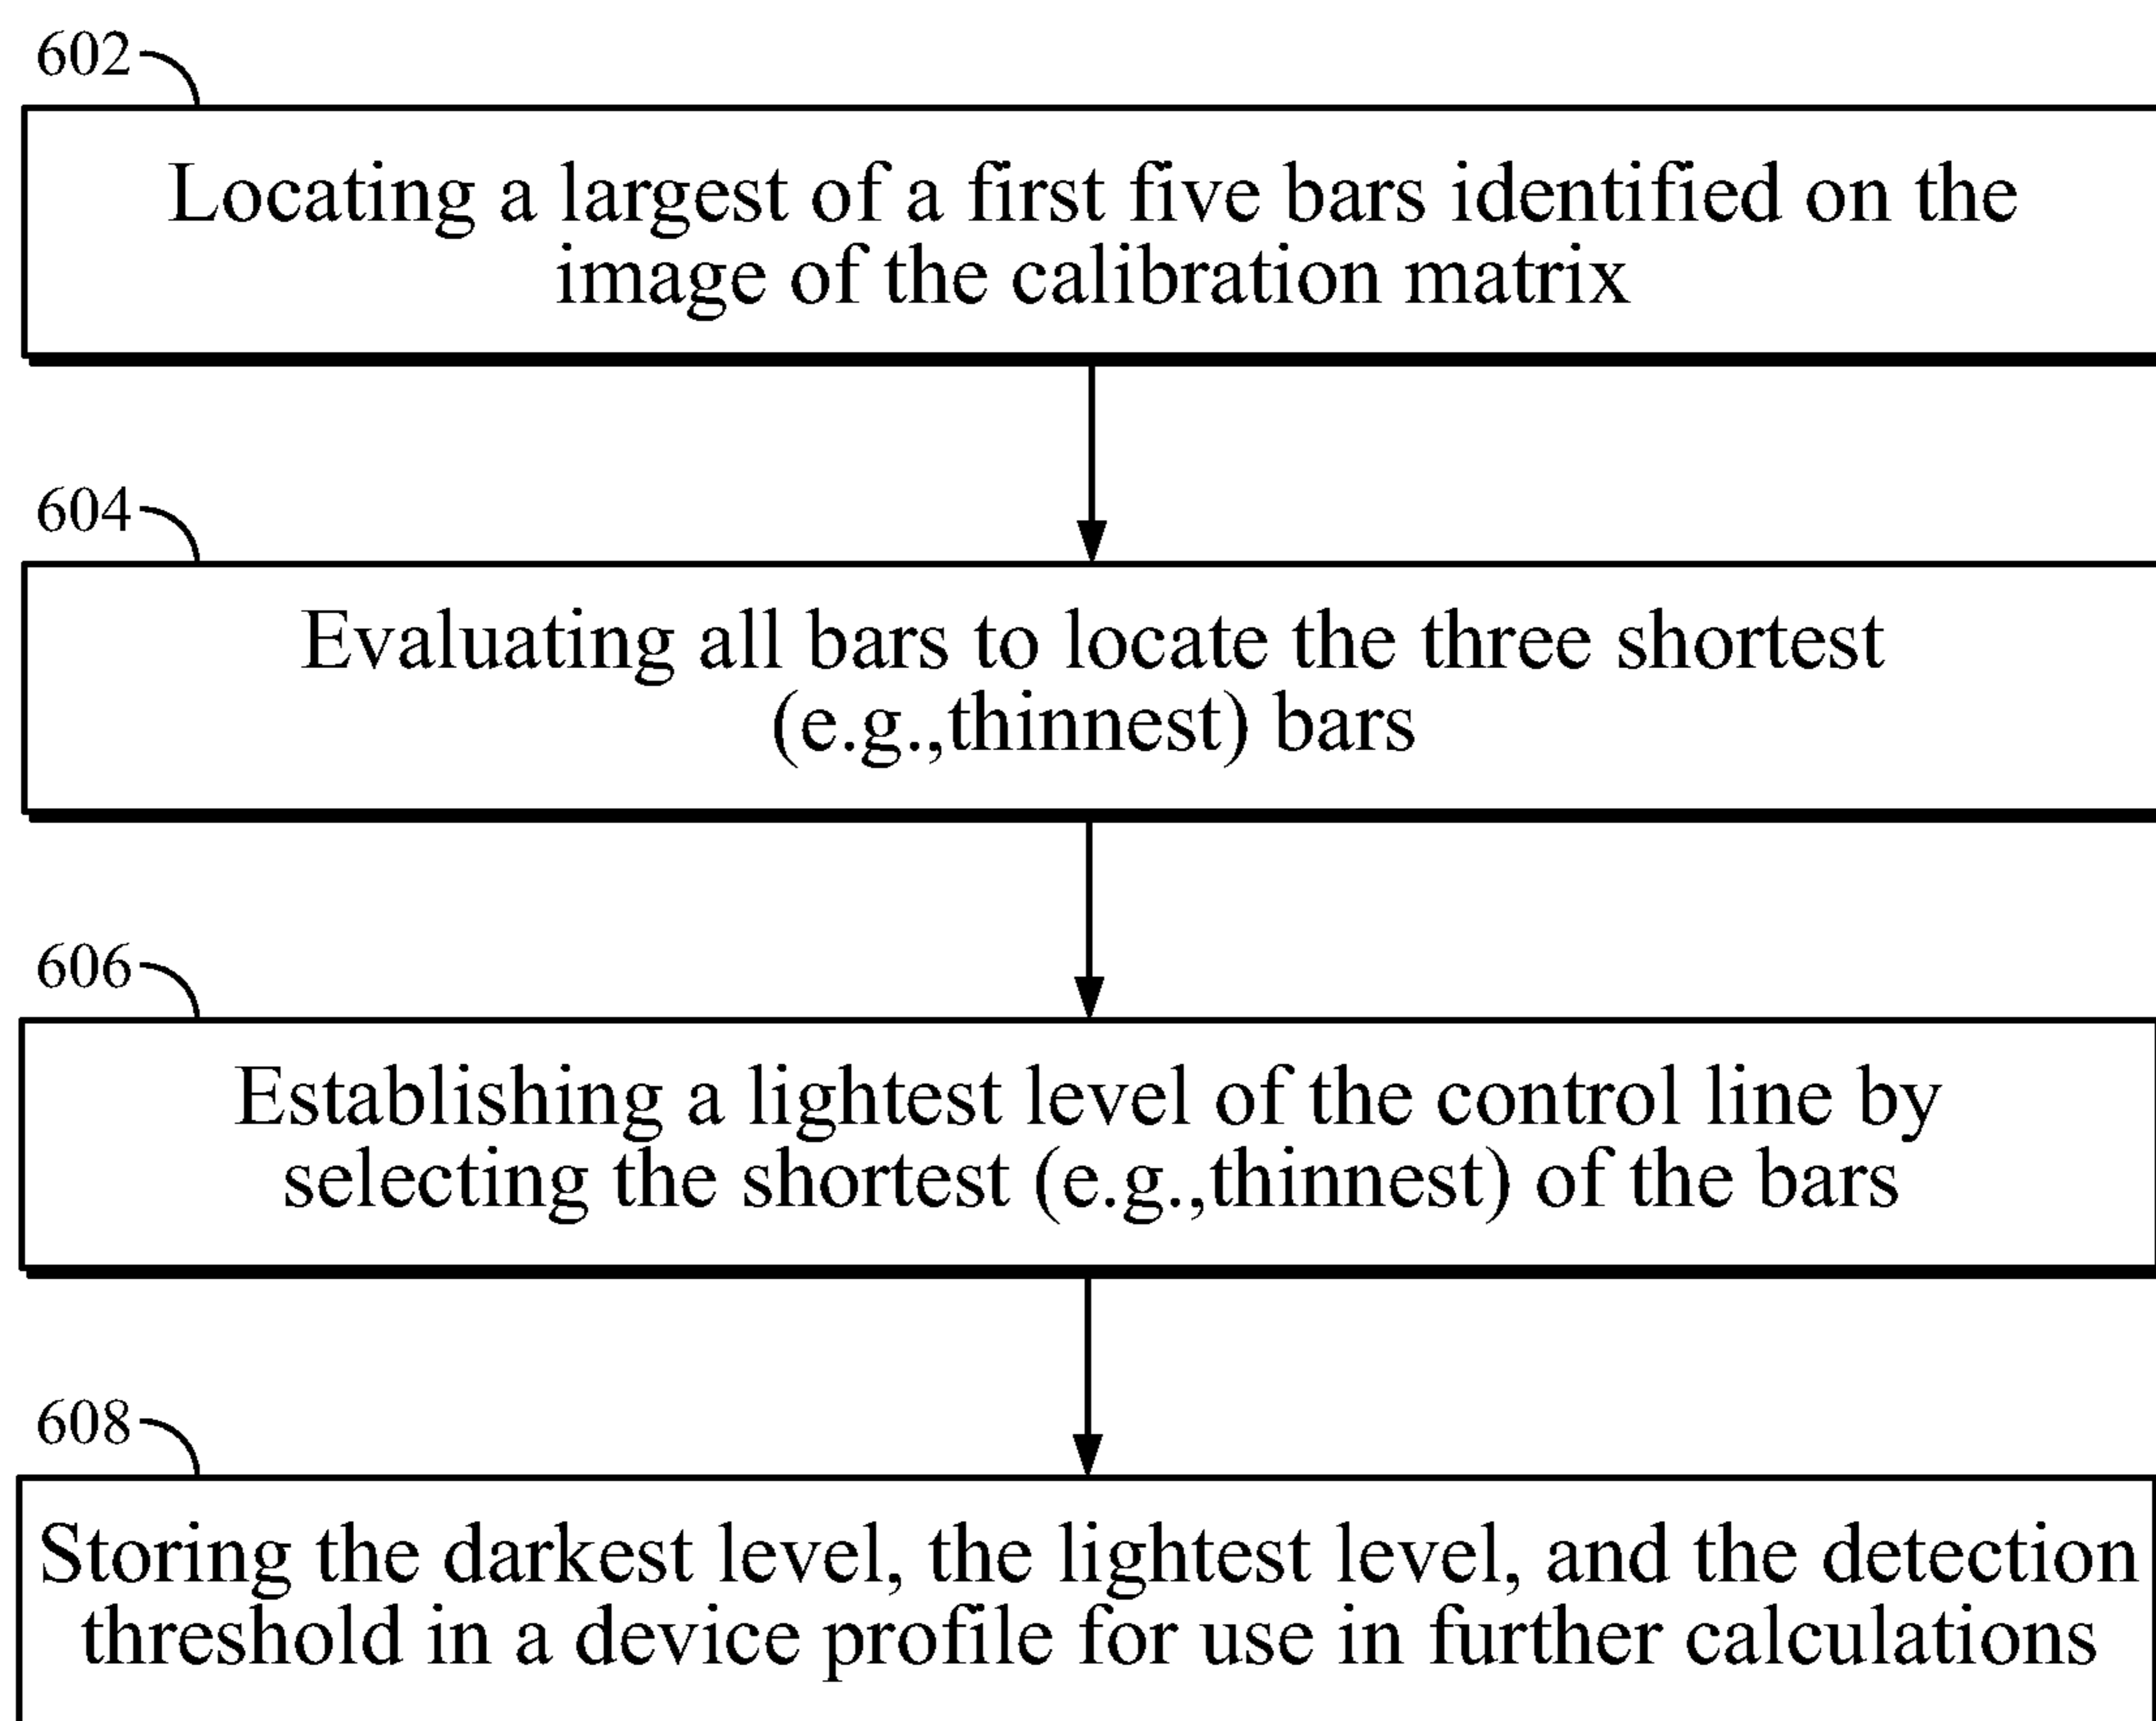 602
Locating a largest of a first five bars identified on the
image of the calibration matrix
604
Evaluating all bars to locate the three shortest
(e.g.,thinnest) bars
606
Establishing a lightest level of the control line by
selecting the shortest (e.g.,thinnest) of the bars
608
Storing the darkest level, the lightest level, and the detection
threshold in a device profile for use in further calculations